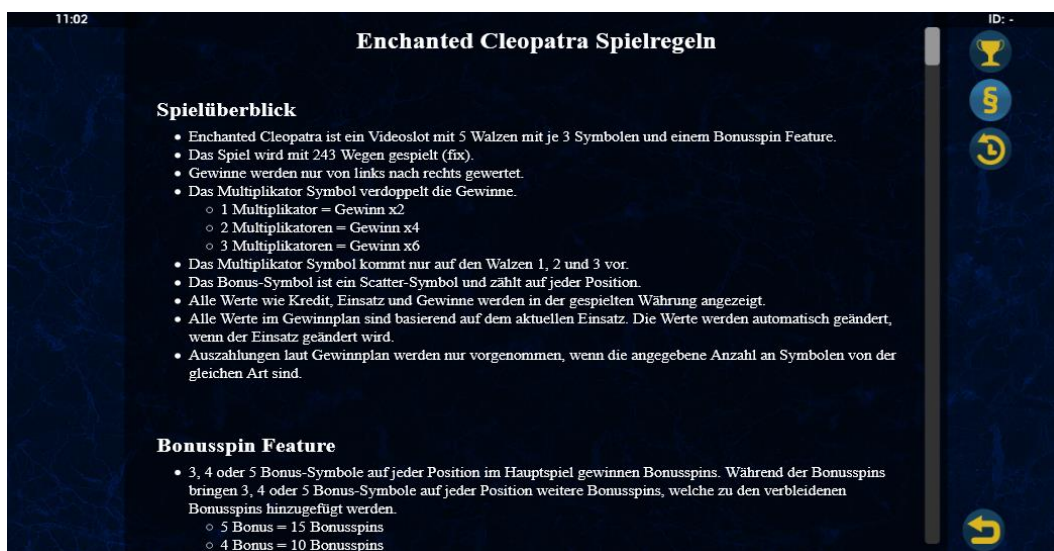 11:02
ID: -
Enchanted Cleopatra Spielregeln
Spielüberblick
• Enchanted Cleopatra ist ein Videoslot mit 5 Walzen mit je 3 Symbolen und einem Bonusspin Feature.
• Das Spiel wird mit 243 Wegen gespielt (fix).
• Gewinne werden nur von links nach rechts gewertet.
• Das Multiplikator Symbol verdoppelt die Gewinne.
○ 1 Multiplikator = Gewinn x2
○ 2 Multiplikatoren = Gewinn x4
○ 3 Multiplikatoren = Gewinn x6
• Das Multiplikator Symbol kommt nur auf den Walzen 1, 2 und 3 vor.
• Das Bonus-Symbol ist ein Scatter-Symbol und zählt auf jeder Position.
• Alle Werte wie Kredit, Einsatz und Gewinne werden in der gespielten Währung angezeigt.
• Alle Werte im Gewinnplan sind basierend auf dem aktuellen Einsatz. Die Werte werden automatisch geändert,
wenn der Einsatz geändert wird.
• Auszahlungen laut Gewinnplan werden nur vorgenommen, wenn die angegebene Anzahl an Symbolen von der
gleichen Art sind.
§
Bonusspin Feature
• 3, 4 oder 5 Bonus-Symbole auf jeder Position im Hauptspiel gewinnen Bonusspins. Während der Bonusspins
bringen 3, 4 oder 5 Bonus-Symbole auf jeder Position weitere Bonusspins, welche zu den verbleidenen
Bonusspins hinzugefügt werden.
○ 5 Bonus = 15 Bonusspins
○ 4 Bonus = 10 Bonusspins